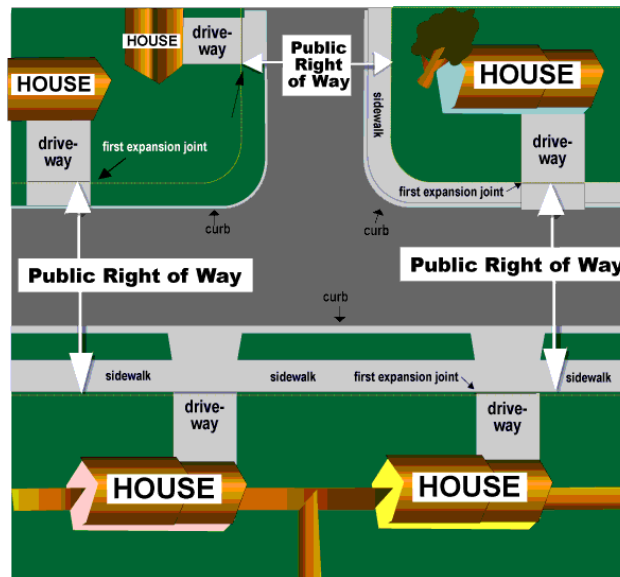 HOUSE
drive-
way
Public
Right
of Way
HOUSE
HOUSE
sidewalk
drive-
way
first expansion joint
drive-
way
first expansion joint
curb
curb
Public Right of Way
Public Right of Way
curb
sidewalk
sidewalk
first expansion joint
sidewalk
drive-
way
drive-
way
HOUSE
HOUSE